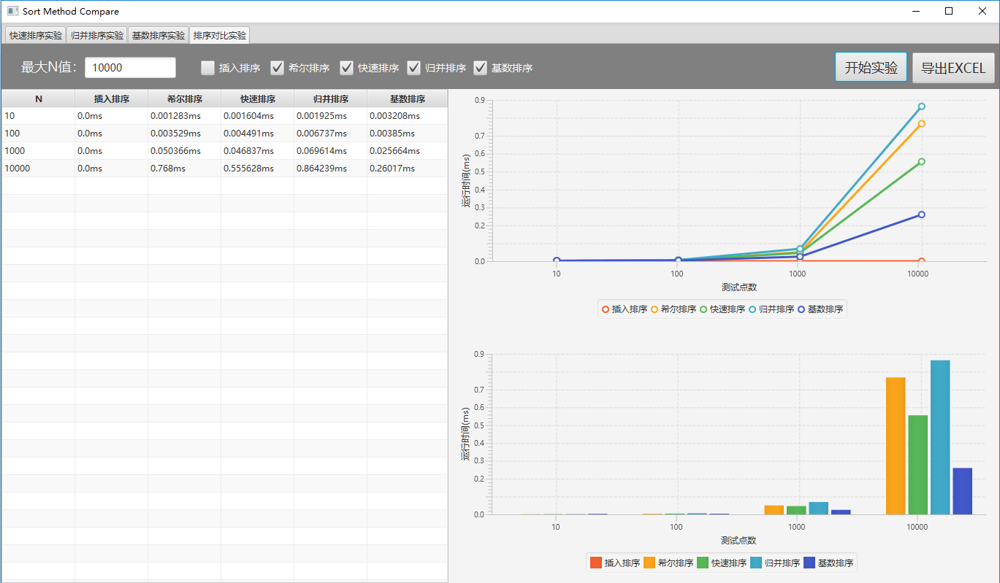 Sort Method Compare
快速排序实验 归并排序实验 基数排序实验 排序对比实验
最大N值: 10000 插入排序 希尔排序 快速排序 归并排序 基数排序 开始实验 导出EXCEL
N 插入排序 希尔排序 快速排序 归并排序 基数排序
10 0.0ms 0.001283ms 0.001604ms 0.001925ms 0.003208ms
100 0.0ms 0.003529ms 0.004491ms 0.006737ms 0.00385ms
1000 0.0ms 0.050366ms 0.046837ms 0.069614ms 0.025664ms
10000 0.0ms 0.768ms 0.555628ms 0.864239ms 0.26017ms
运行时间(ms)
0.9
0.7
0.6
0.5
0.4
0.3
0.2
0.0
10 100 1000 10000
测试点数
插入排序 希尔排序 快速排序 归并排序 基数排序
运行时间(ms)
0.9
0.7
0.6
0.5
0.4
0.3
0.2
0.0
10 100 1000 10000
测试点数
插入排序 希尔排序 快速排序 归并排序 基数排序